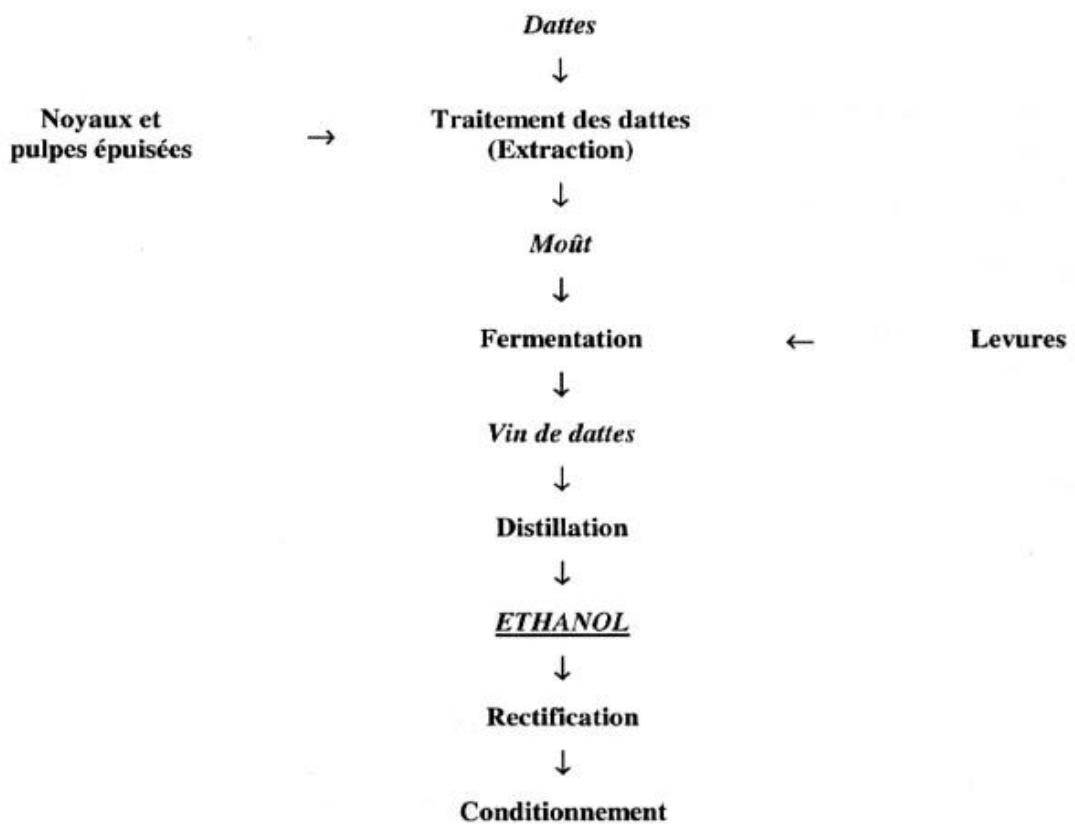 Dattes
↓
Noyaux et
pulpes épuisées
→
Traitement des dattes
(Extraction)
↓
Moût
↓
Fermentation
←
Levures
↓
Vin de dattes
↓
Distillation
↓
ETHANOL
↓
Rectification
↓
Conditionnement